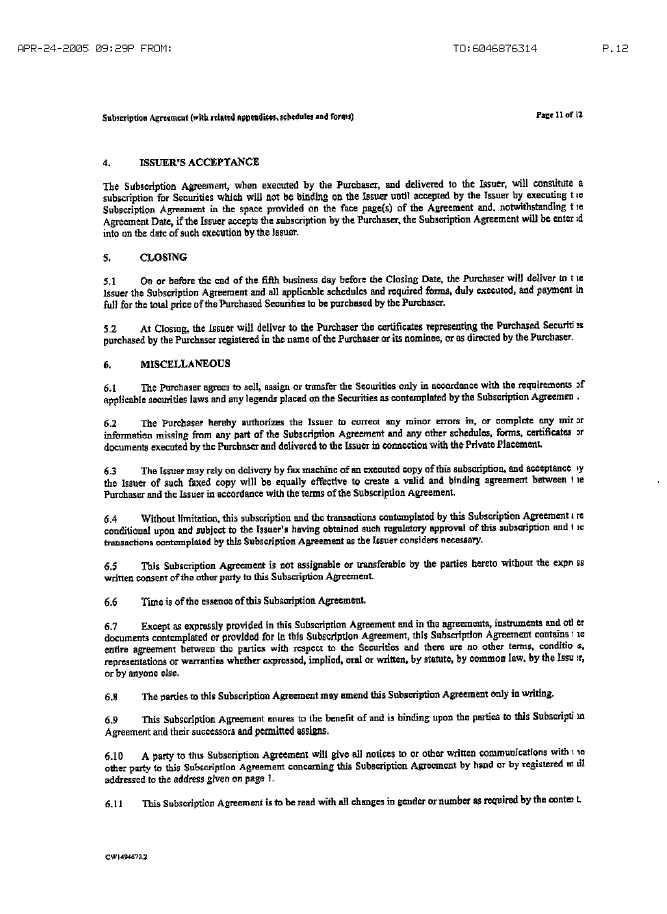 APR-24-2005 09:29P FROM: TO:6046876314 P.12
Subscription Agreement (with related appendices, schedules and forms) Page 11 of 12
4. ISSUER'S ACCEPTANCE
The Subscription Agreement, when executed by the Purchaser, and delivered to the Issuer, will constitute a
subscription for Securities which will not be binding on the Issuer until accepted by the Issuer by executing the
Subscription Agreement in the space provided on the face page(s) of the Agreement and, notwithstanding the
Agreement Date, if the Issuer accepts the subscription by the Purchaser, the Subscription Agreement will be entered
into on the date of such execution by the Issuer.
5. CLOSING
5.1 On or before the end of the fifth business day before the Closing Date, the Purchaser will deliver to the
Issuer the Subscription Agreement and all applicable schedules and required forms, duly executed, and payment in
full for the total price of the Purchased Securities to be purchased by the Purchaser.
5.2 At Closing, the Issuer will deliver to the Purchaser the certificates representing the Purchased Securities
purchased by the Purchaser registered in the name of the Purchaser or its nominee, or as directed by the Purchaser.
6. MISCELLANEOUS
6.1 The Purchaser agrees to sell, assign or transfer the Securities only in accordance with the requirements of
applicable securities laws and any legends placed on the Securities as contemplated by the Subscription Agreemen .
6.2 The Purchaser hereby authorizes the Issuer to correct any minor errors in, or complete any minor
information missing from any part of the Subscription Agreement and any other schedules, forms, certificates or
documents executed by the Purchaser and delivered to the Issuer in connection with the Private Placement.
6.3 The Issuer may rely on delivery by fax machine of an executed copy of this subscription, and acceptance by
the Issuer of such faxed copy will be equally effective to create a valid and binding agreement between the
Purchaser and the Issuer in accordance with the terms of the Subscription Agreement.
6.4 Without limitation, this subscription and the transactions contemplated by this Subscription Agreement are
conditional upon and subject to the Issuer's having obtained such regulatory approval of this subscription and the
transactions contemplated by this Subscription Agreement as the Issuer considers necessary.
6.5 This Subscription Agreement is not assignable or transferable by the parties hereto without the express
written consent of the other party to this Subscription Agreement.
6.6 Time is of the essence of this Subscription Agreement.
6.7 Except as expressly provided in this Subscription Agreement and in the agreements, instruments and other
documents contemplated or provided for in this Subscription Agreement, this Subscription Agreement contains the
entire agreement between the parties with respect to the Securities and there are no other terms, conditions,
representations or warranties whether expressed, implied, oral or written, by statute, by common law, by the Issuer,
or by anyone else.
6.8 The parties to this Subscription Agreement may amend this Subscription Agreement only in writing.
6.9 This Subscription Agreement enures to the benefit of and is binding upon the parties to this Subscription
Agreement and their successors and permitted assigns.
6.10 A party to this Subscription Agreement will give all notices to or other written communications with the
other party to this Subscription Agreement concerning this Subscription Agreement by hand or by registered mail
addressed to the address given on page 1.
6.11 This Subscription Agreement is to be read with all changes in gender or number as required by the context.
CW1494673.2